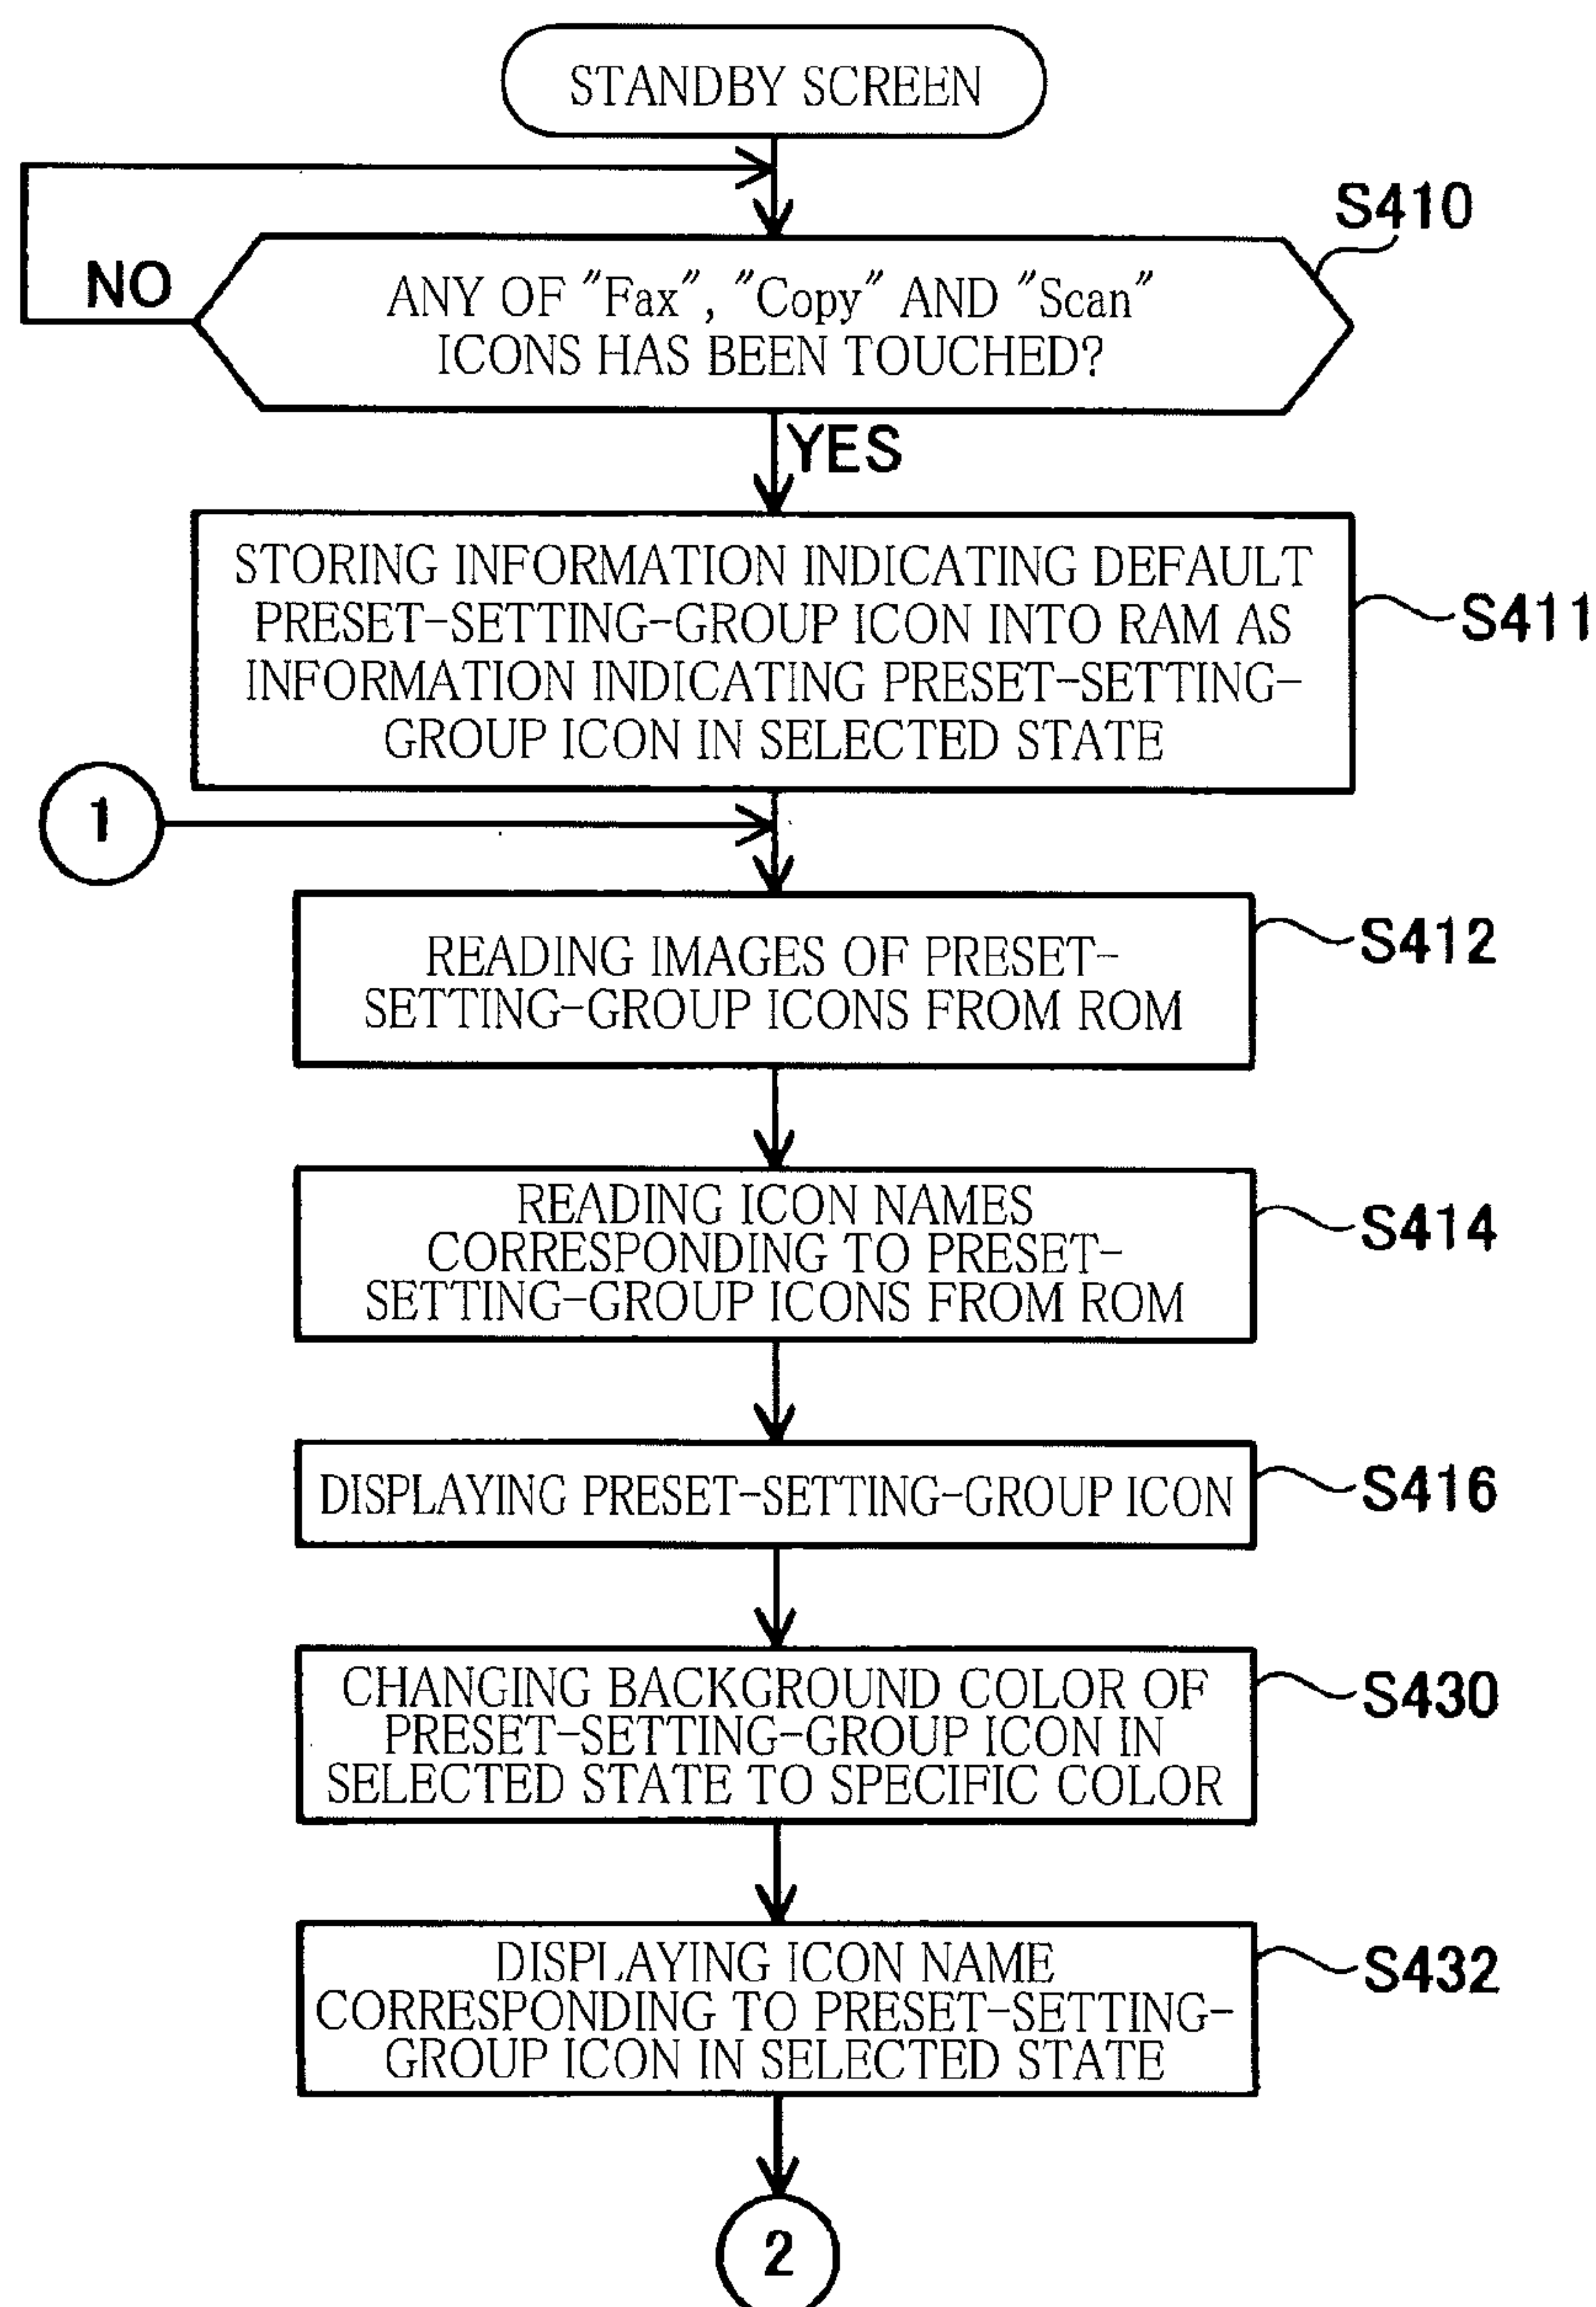 STANDBY SCREEN
S410
NO
ANY OF "Fax", "Copy" AND "Scan"
ICONS HAS BEEN TOUCHED?
YES
STORING INFORMATION INDICATING DEFAULT
PRESET-SETTING-GROUP ICON INTO RAM AS
INFORMATION INDICATING PRESET-SETTING-
GROUP ICON IN SELECTED STATE
S411
1
READING IMAGES OF PRESET-
SETTING-GROUP ICONS FROM ROM
S412
READING ICON NAMES
CORRESPONDING TO PRESET-
SETTING-GROUP ICONS FROM ROM
S414
DISPLAYING PRESET-SETTING-GROUP ICON
S416
CHANGING BACKGROUND COLOR OF
PRESET-SETTING-GROUP ICON IN
SELECTED STATE TO SPECIFIC COLOR
S430
DISPLAYING ICON NAME
CORRESPONDING TO PRESET-SETTING-
GROUP ICON IN SELECTED STATE
S432
2